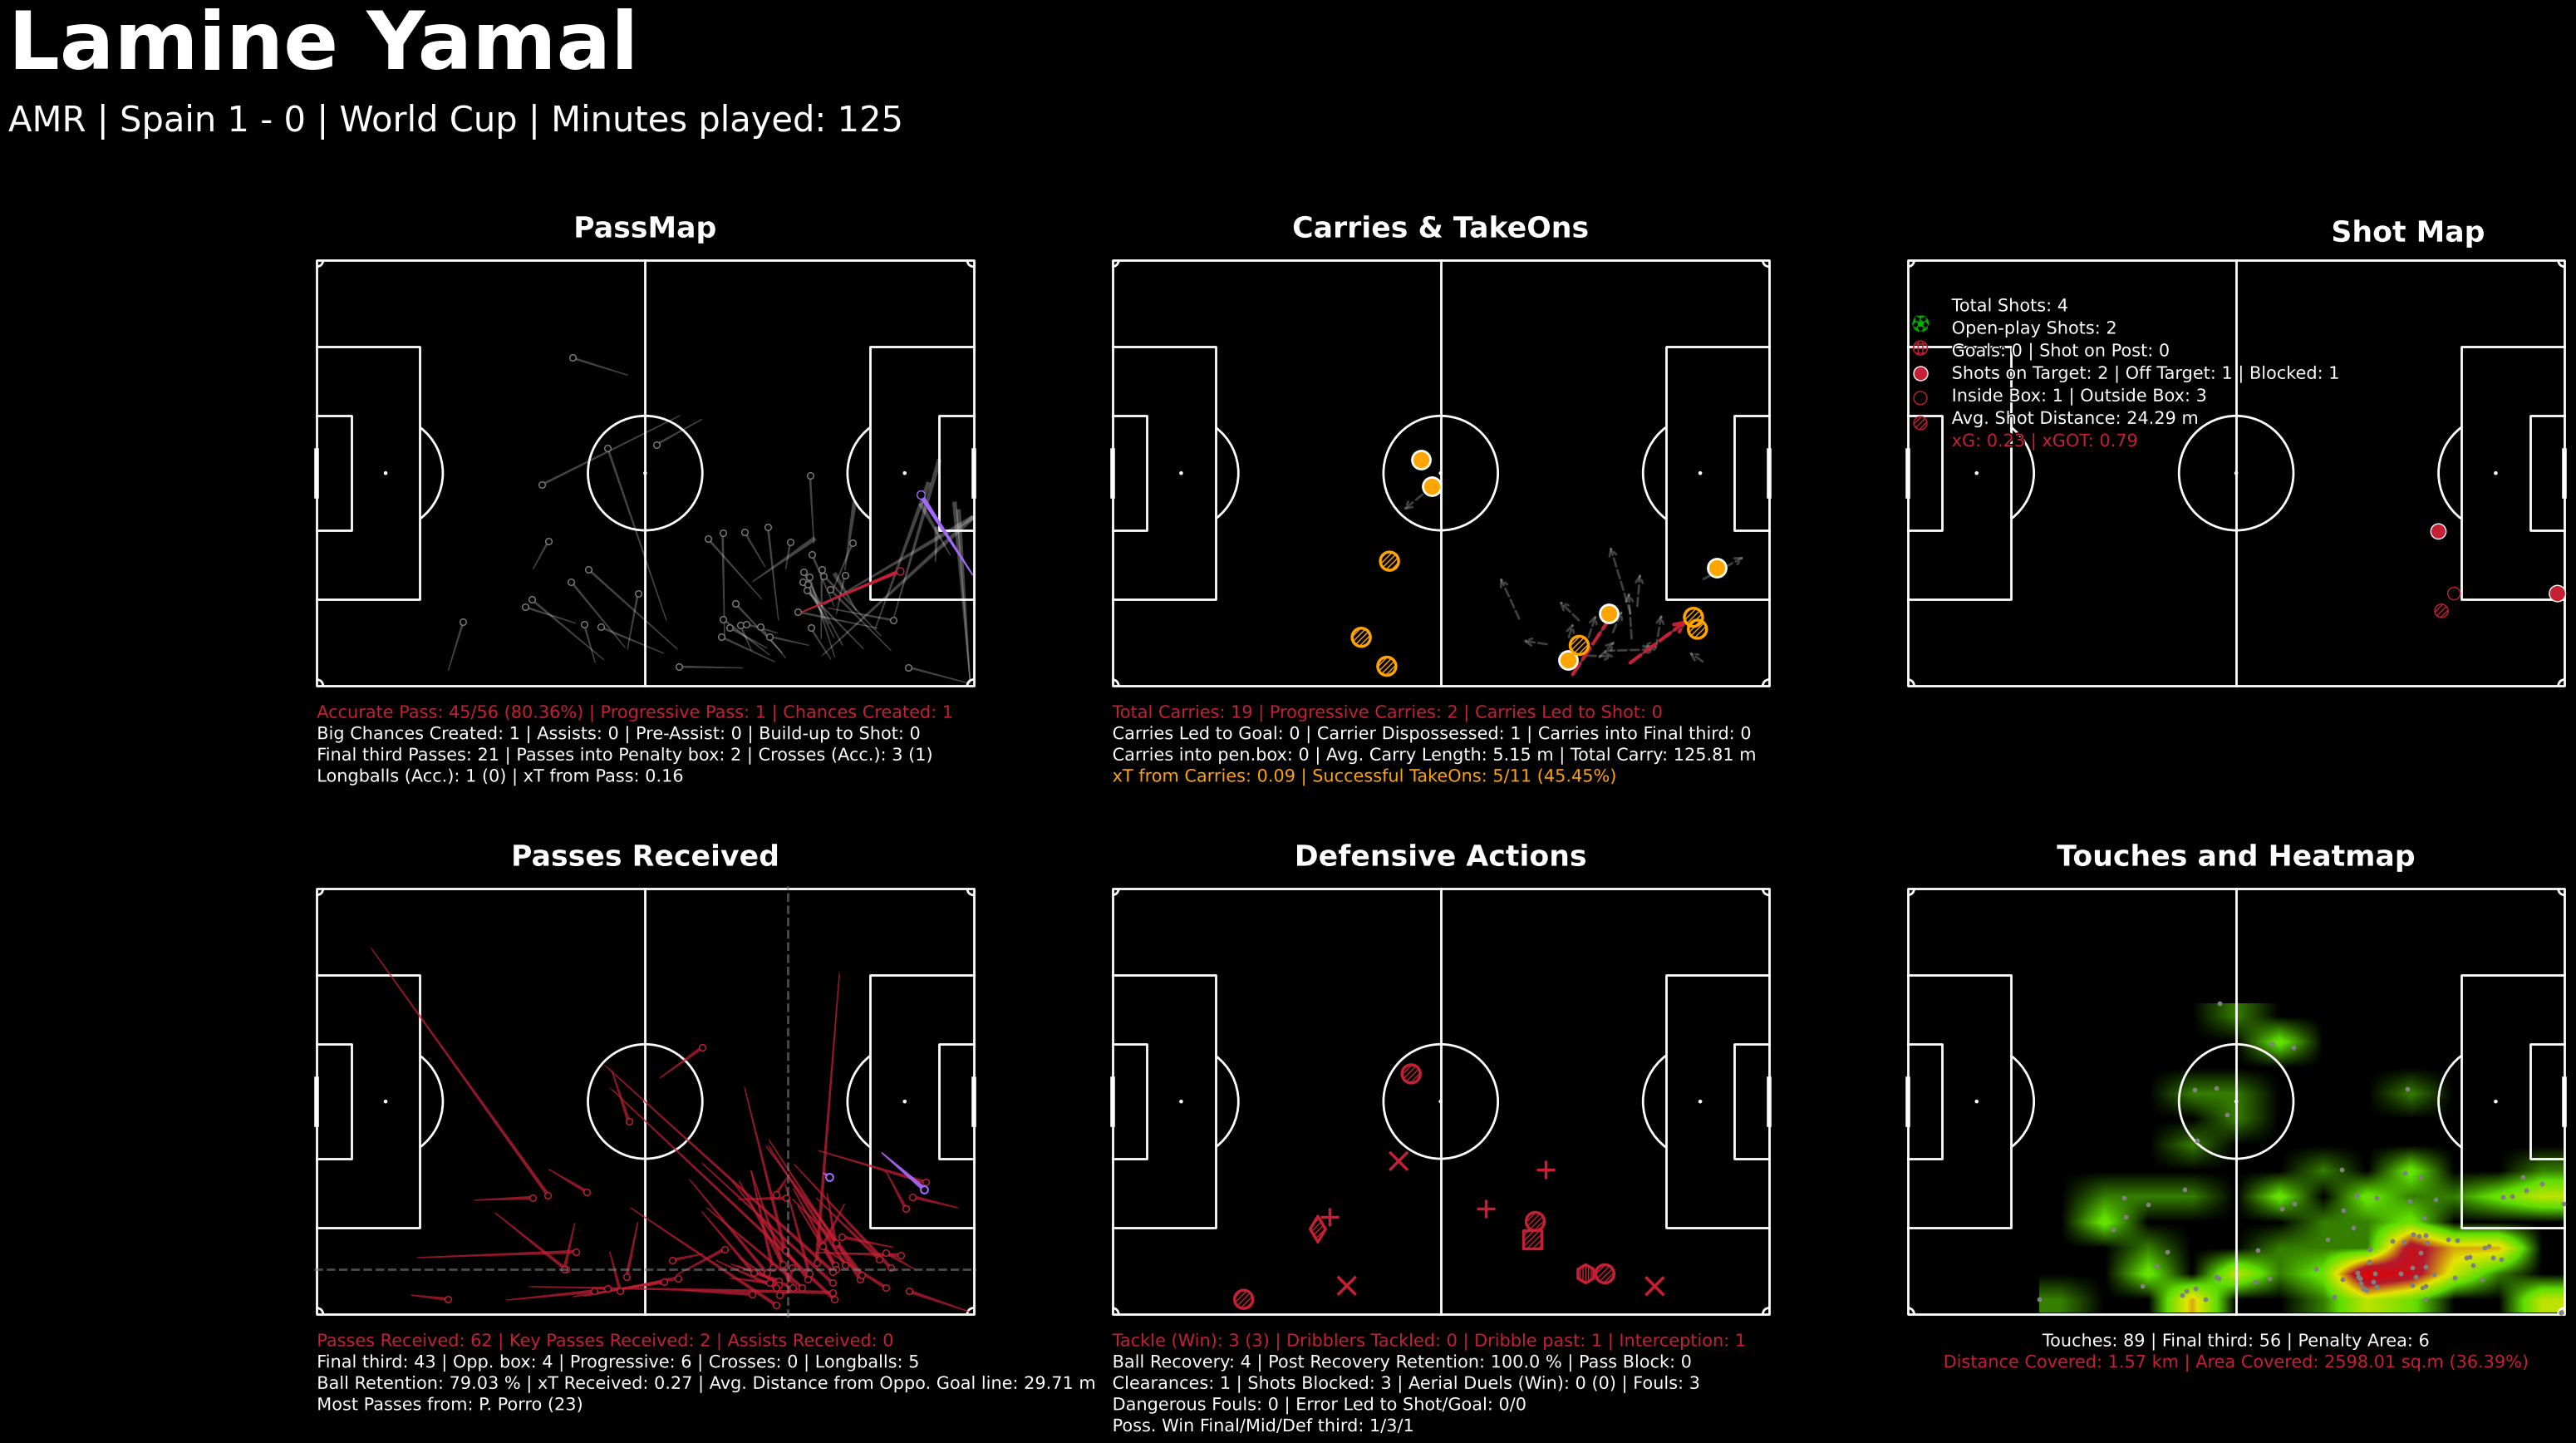 Lamine Yamal
AMR | Spain 1 - 0 | World Cup | Minutes played: 125
PassMap
Accurate Pass: 45/56 (80.36%) | Progressive Pass: 1 | Chances Created: 1
Big Chances Created: 1 | Assists: 0 | Pre-Assist: 0 | Build-up to Shot: 0
Final third Passes: 21 | Passes into Penalty box: 2 | Crosses (Acc.): 3 (1)
Longballs (Acc.): 1 (0) | xT from Pass: 0.16
Carries & TakeOns
Total Carries: 19 | Progressive Carries: 2 | Carries Led to Shot: 0
Carries Led to Goal: 0 | Carrier Dispossessed: 1 | Carries into Final third: 0
Carries into pen.box: 0 | Avg. Carry Length: 5.15 m | Total Carry: 125.81 m
xT from Carries: 0.09 | Successful TakeOns: 5/11 (45.45%)
Shot Map
Total Shots: 4
Open-play Shots: 2
Goals: 0 | Shot on Post: 0
Shots on Target: 2 | Off Target: 1 | Blocked: 1
Inside Box: 1 | Outside Box: 3
Avg. Shot Distance: 24.29 m
xG: 0.23 | xGOT: 0.79
Passes Received
Passes Received: 62 | Key Passes Received: 2 | Assists Received: 0
Final third: 43 | Opp. box: 4 | Progressive: 6 | Crosses: 0 | Longballs: 5
Ball Retention: 79.03 % | xT Received: 0.27 | Avg. Distance from Oppo. Goal line: 29.71 m
Most Passes from: P. Porro (23)
Defensive Actions
Tackle (Win): 3 (3) | Dribblers Tackled: 0 | Dribble past: 1 | Interception: 1
Ball Recovery: 4 | Post Recovery Retention: 100.0 % | Pass Block: 0
Clearances: 1 | Shots Blocked: 3 | Aerial Duels (Win): 0 (0) | Fouls: 3
Dangerous Fouls: 0 | Error Led to Shot/Goal: 0/0
Poss. Win Final/Mid/Def third: 1/3/1
Touches and Heatmap
Touches: 89 | Final third: 56 | Penalty Area: 6
Distance Covered: 1.57 km | Area Covered: 2598.01 sq.m (36.39%)